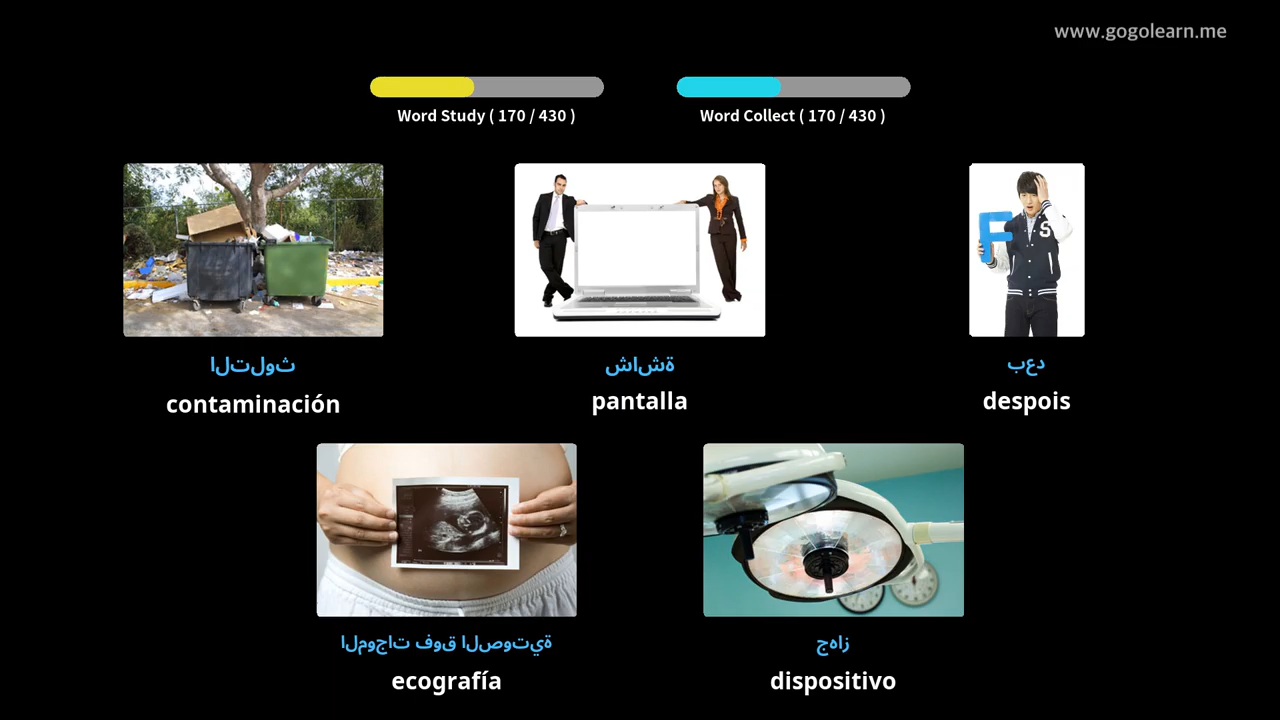 www.gogolearn.me
Word Study ( 170 / 430 )
Word Collect ( 170 / 430 )
التلوث
contaminación
شاشة
pantalla
بعد
despois
الموجات فوق الصوتية
ecografía
جهاز
dispositivo